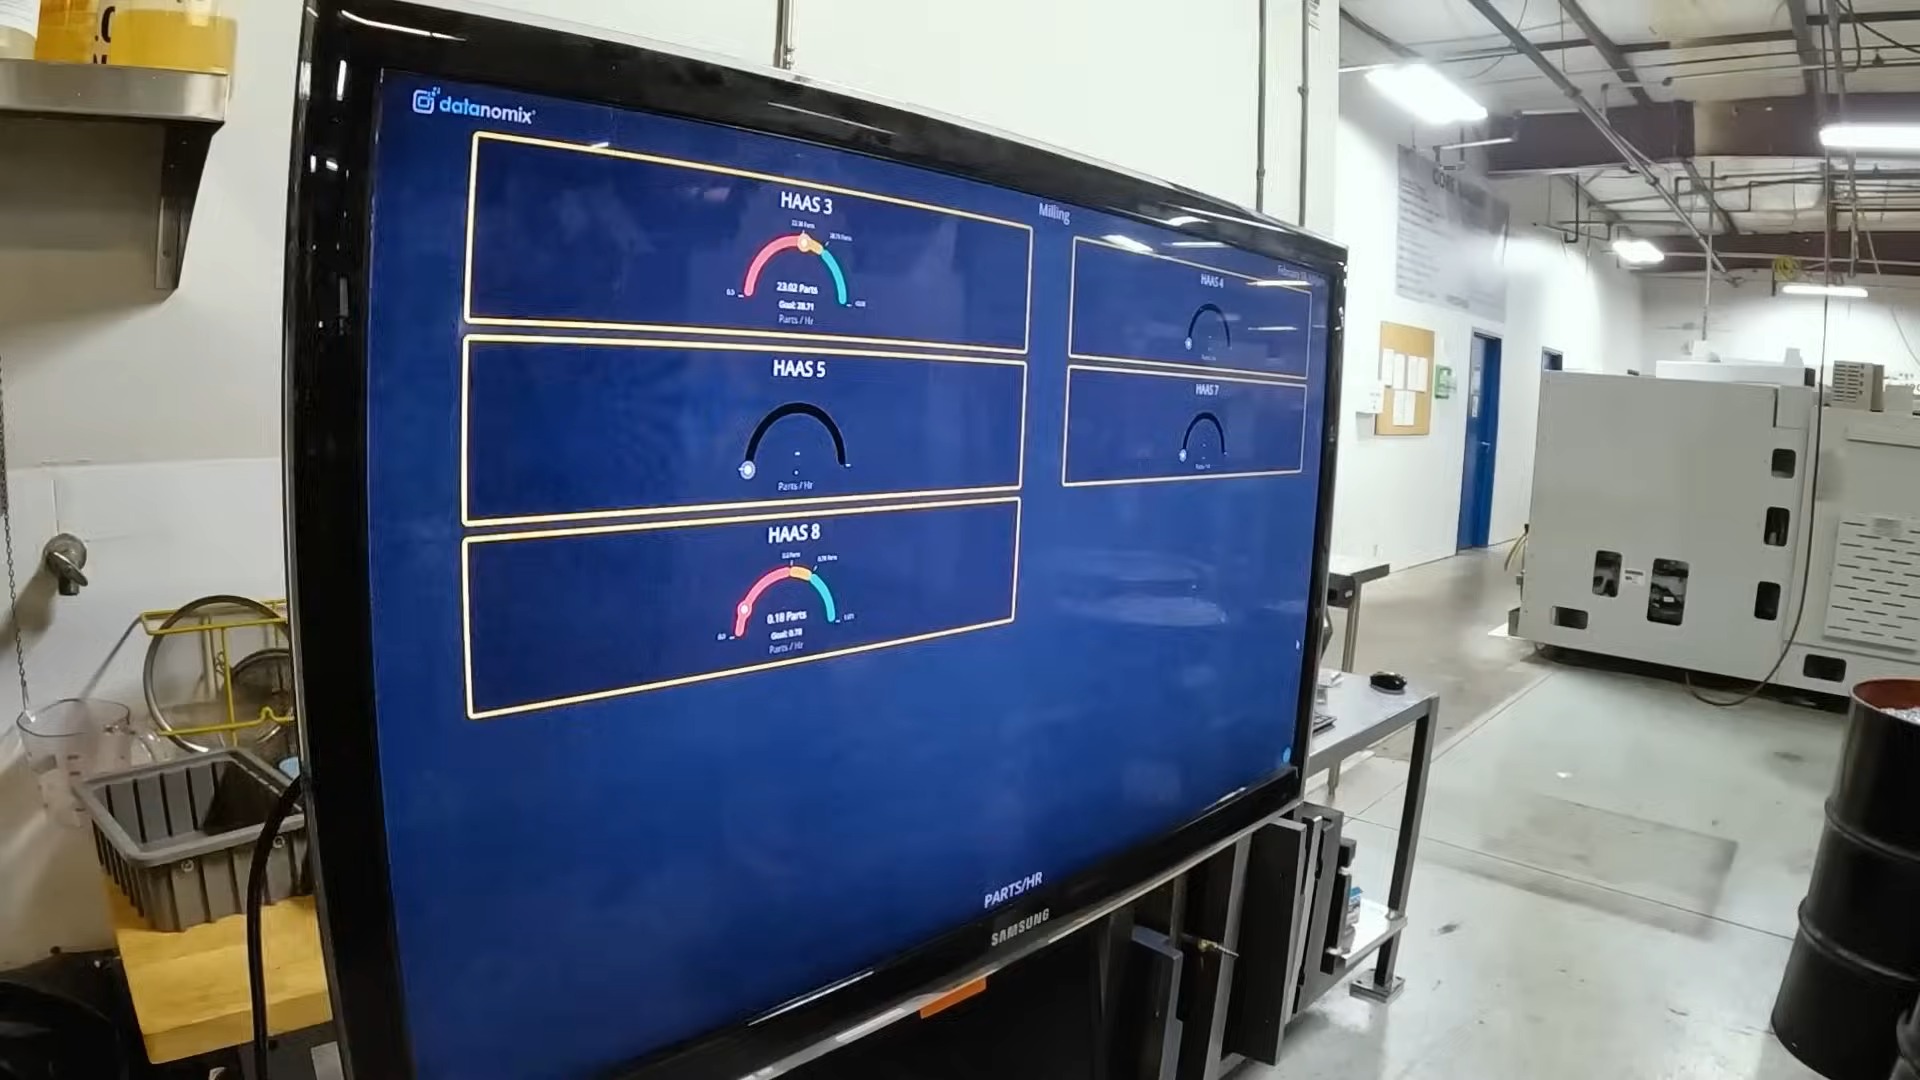 datanomix
Milling
HAAS 3
23.02 Parts
Goal: 28.71
Parts / Hr
HAAS 4
HAAS 5
Parts / Hr
HAAS 7
HAAS 8
0.18 Parts
Goal: 0.78
Parts / Hr
PARTS/HR
SAMSUNG